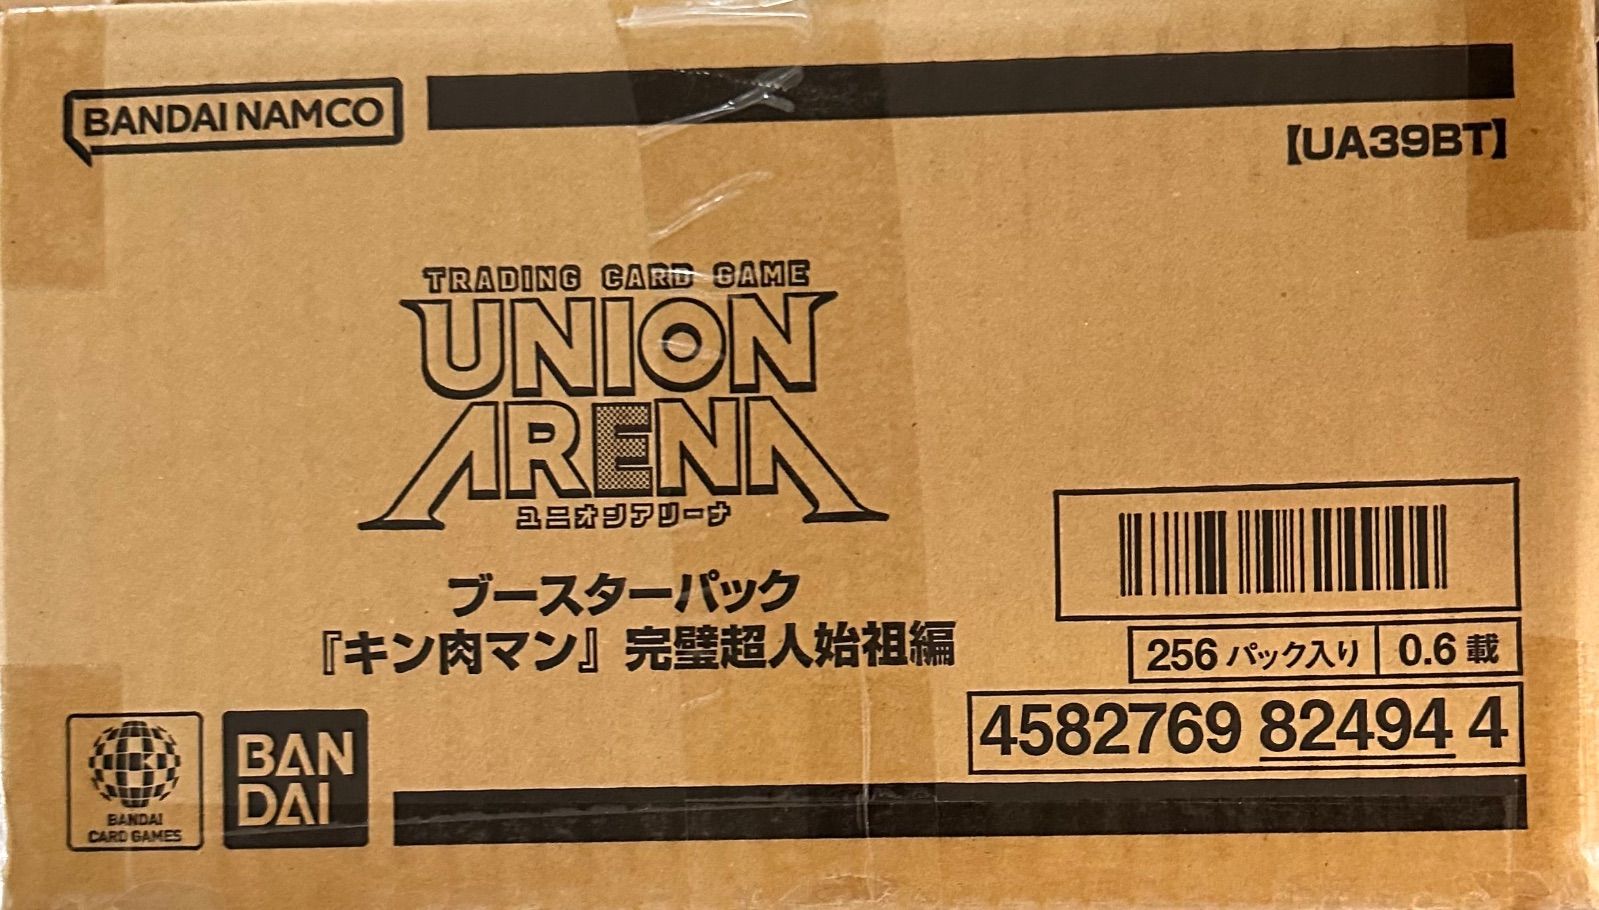 BANDAI NAMCO
【UA39BT】
TRADING CARD GAME
UNION
ARENA
ユニオンアリーナ
ブースターパック
『キン肉マン』完璧超人始祖編
256 パック入り
0.6 載
4582769 82494 4
BANDAI
CARD GAMES
BAN
DAI